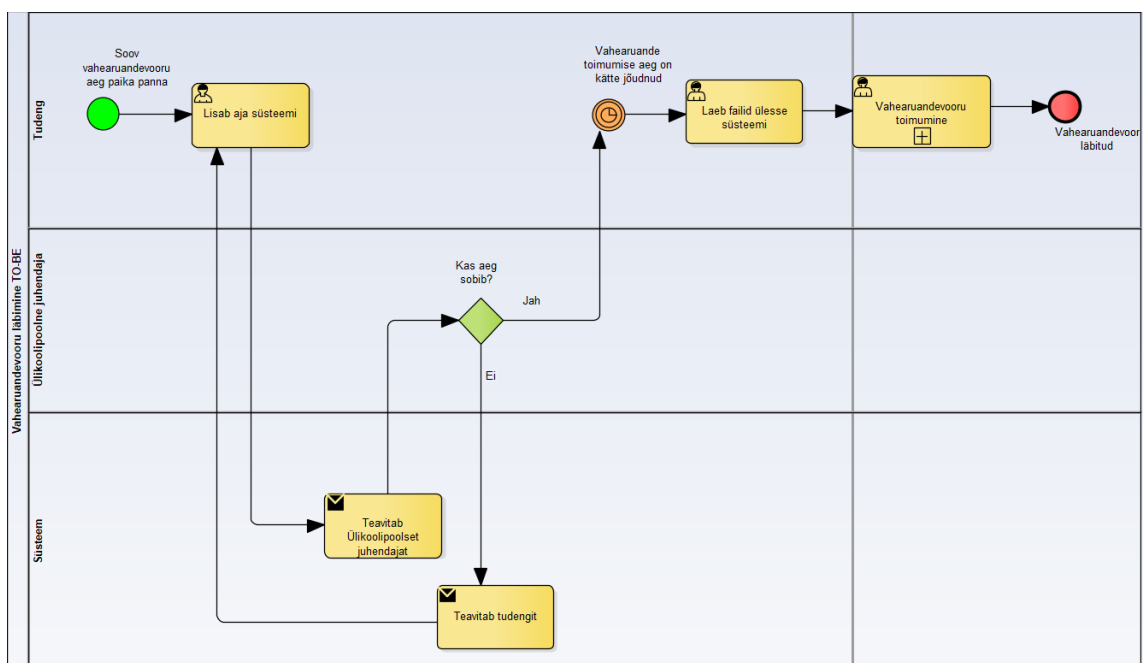 Vahearuandevooru läbimine TO-BE
Tudeng
Soov
vahearuandevooru
aeg paika panna
Lisab aja süsteemi
Vahearuande
toimumise aeg on
kätte jõudnud
Laeb failid ülesse
süsteemi
Vahearuandevooru
toimumine
Vahearuandevoor
läbitud
Ülikoolipoolne juhendaja
Kas aeg
sobib?
Jah
Ei
Süsteem
Teavitab
Ülikoolipoolset
juhendajat
Teavitab tudengit